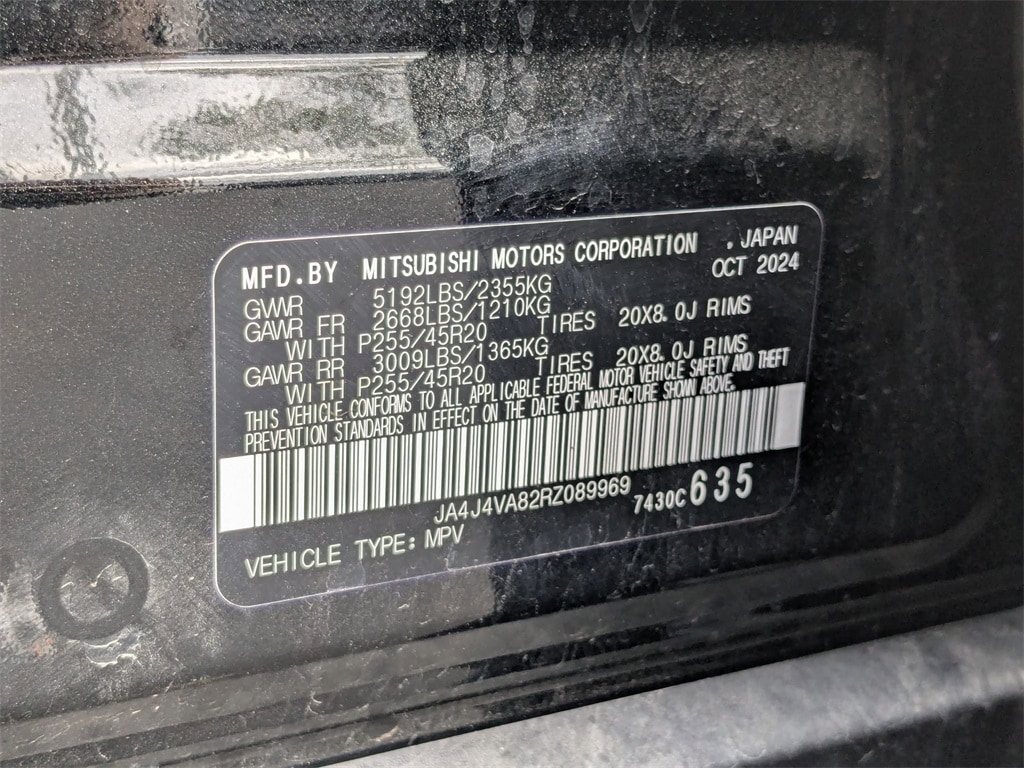 MFD.BY MITSUBISHI MOTORS CORPORATION , JAPAN
OCT 2024
GVWR 5192LBS/2355KG
GAWR FR 2668LBS/1210KG
WITH P255/45R20 TIRES 20X8.0J RIMS
GAWR RR 3009LBS/1365KG
WITH P255/45R20 TIRES 20X8.0J RIMS
THIS VEHICLE CONFORMS TO ALL APPLICABLE FEDERAL MOTOR VEHICLE SAFETY AND THEFT
PREVENTION STANDARDS IN EFFECT ON THE DATE OF MANUFACTURE SHOWN ABOVE.
JA4J4VA82RZ089969 7430C635
VEHICLE TYPE: MPV